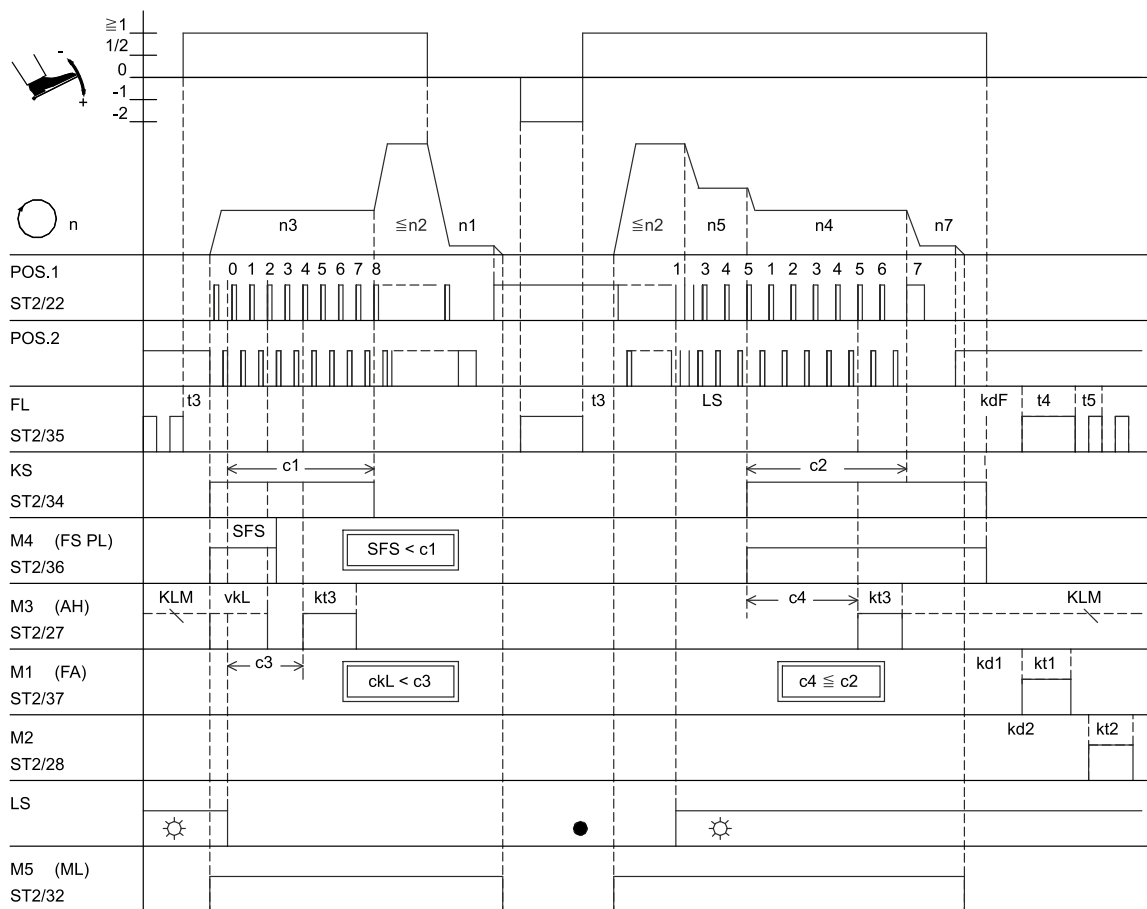 ≧1
1/2
0
-1
-2
-
+
n
n3
≦n2
n1
≦n2
n5
n4
n7
POS.1
ST2/22
0 1 2 3 4 5 6 7 8
1 3 4 5 1 2 3 4 5 6 7
POS.2
FL
ST2/35
t3
t3
LS
kdF
t4
t5
KS
ST2/34
c1
c2
M4 (FS PL)
ST2/36
SFS
SFS < c1
M3 (AH)
ST2/27
KLM
vkL
kt3
c4
kt3
KLM
M1 (FA)
ST2/37
c3
ckL < c3
c4 ≦ c2
kd1
kt1
M2
ST2/28
kd2
kt2
LS
M5 (ML)
ST2/32